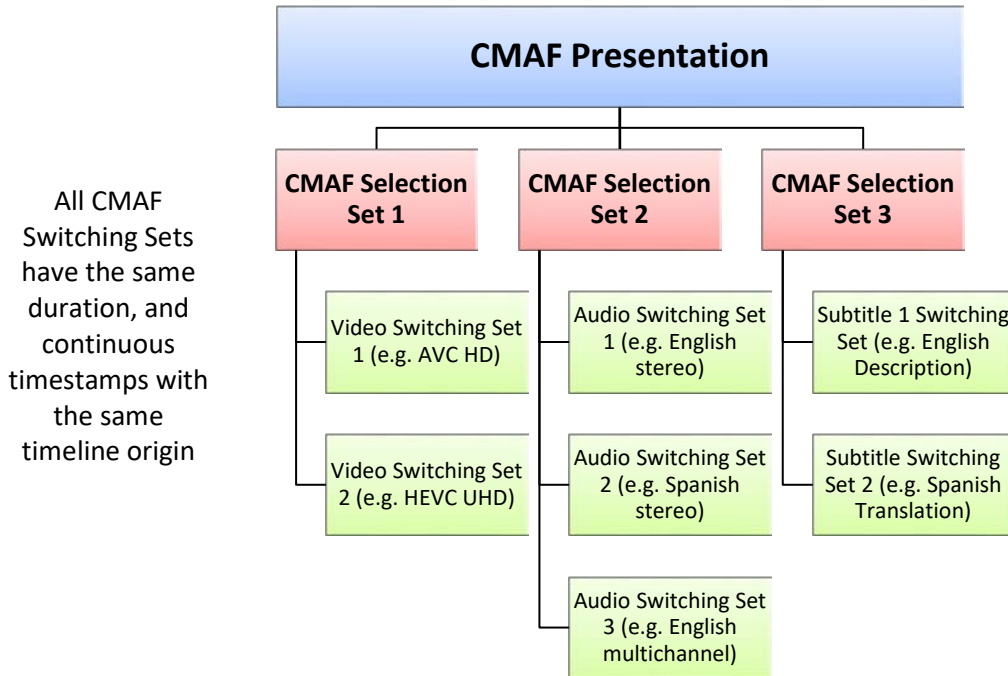 CMAF Presentation
All CMAF
Switching Sets
have the same
duration, and
continuous
timestamps with
the same
timeline origin
CMAF Selection
Set 1
Video Switching Set
1 (e.g. AVC HD)
Video Switching Set
2 (e.g. HEVC UHD)
CMAF Selection
Set 2
Audio Switching Set
1 (e.g. English
stereo)
Audio Switching Set
2 (e.g. Spanish
stereo)
Audio Switching Set
3 (e.g. English
multichannel)
CMAF Selection
Set 3
Subtitle 1 Switching
Set (e.g. English
Description)
Subtitle Switching
Set 2 (e.g. Spanish
Translation)